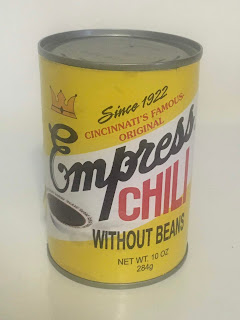 Since 1922
CINCINNATI'S FAMOUS
ORIGINAL
Empress
CHILI
WITHOUT BEANS
NET WT. 10 OZ
284g